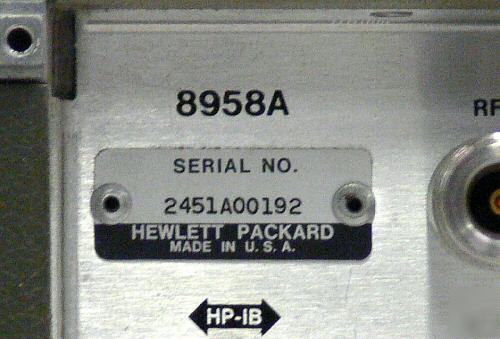 8958A
RF
SERIAL NO.
2451A00192
HEWLETT PACKARD
MADE IN U.S.A.
HP-IB